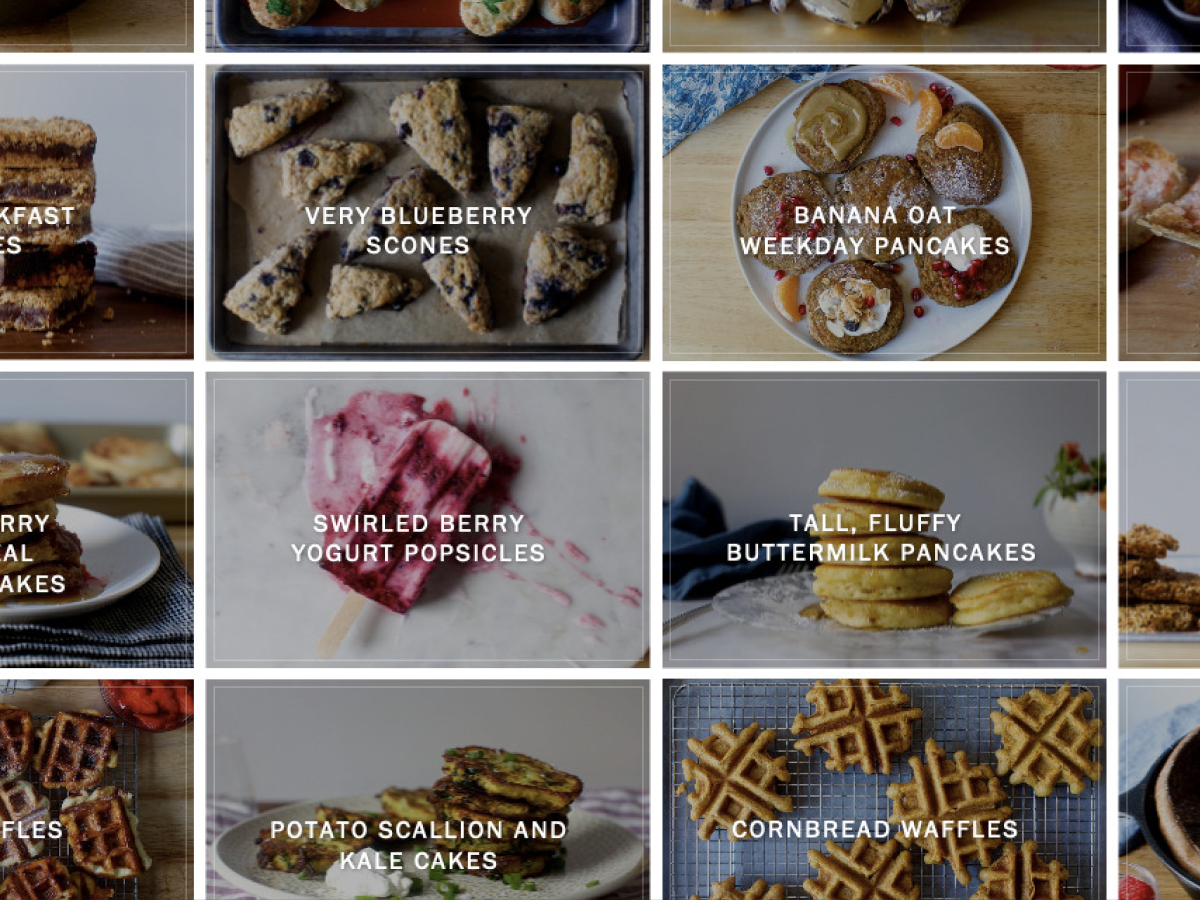 KFAST
ES
VERY BLUEBERRY
SCONES
BANANA OAT
WEEKDAY PANCAKES
RRY
AL
AKES
SWIRLED BERRY
YOGURT POPSICLES
TALL, FLUFFY
BUTTERMILK PANCAKES
FLES
POTATO SCALLION AND
KALE CAKES
CORNBREAD WAFFLES